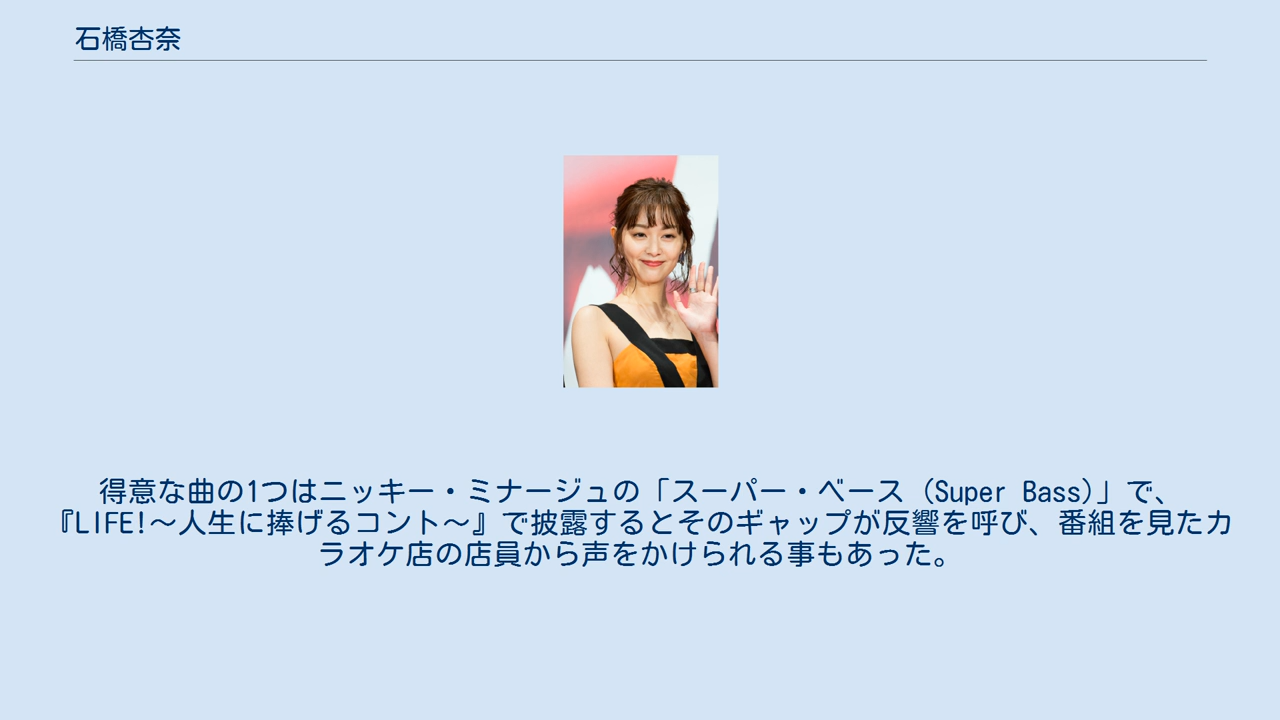 石橋杏奈
得意な曲の1つはニッキー・ミナージュの「スーパー・ベース (Super Bass)」で、
『LIFE!〜人生に捧げるコント〜』で披露するとそのギャップが反響を呼び、番組を見たカ
ラオケ店の店員から声をかけられる事もあった。